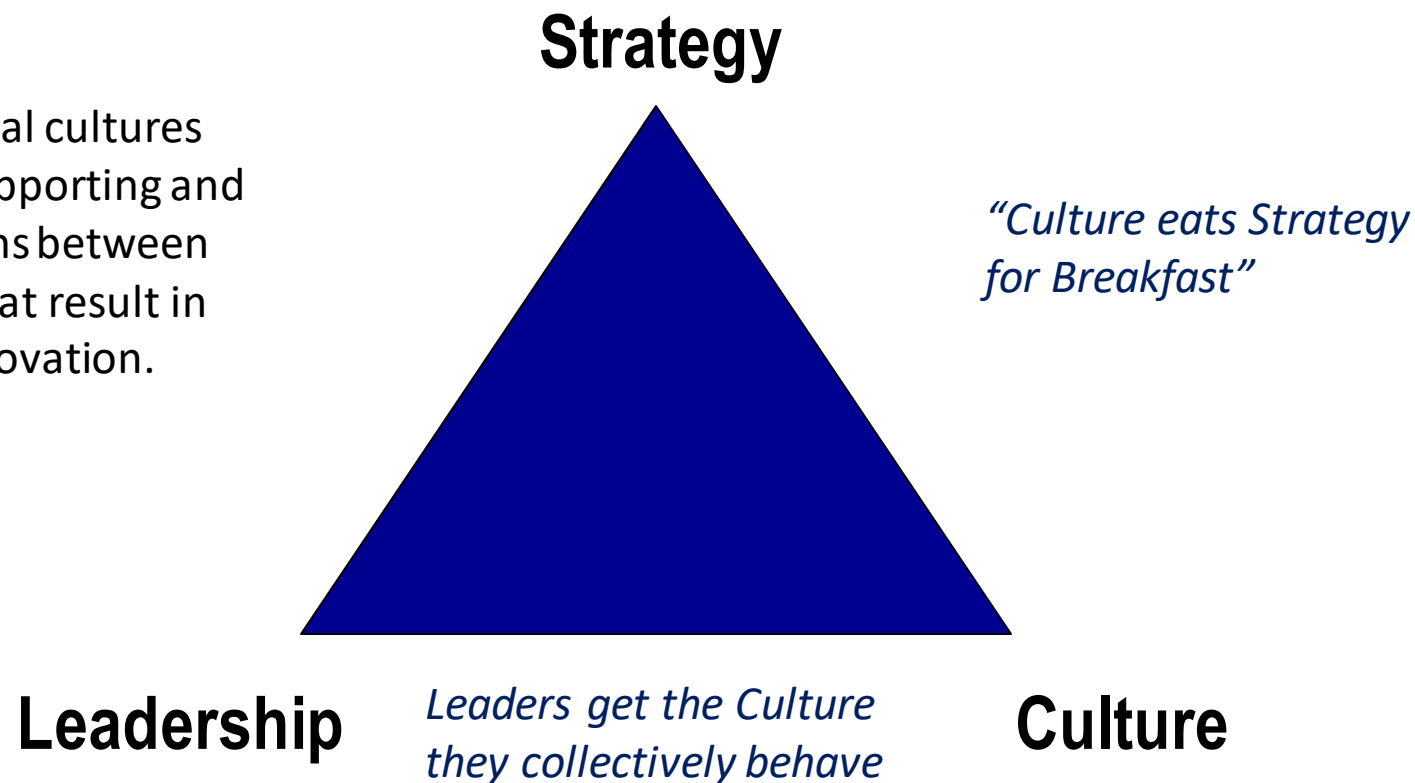 Strategy
al cultures
pporting and
ns between
at result in
ovation.
“Culture eats Strategy
for Breakfast”
Leadership
Leaders get the Culture
they collectively behave
Culture